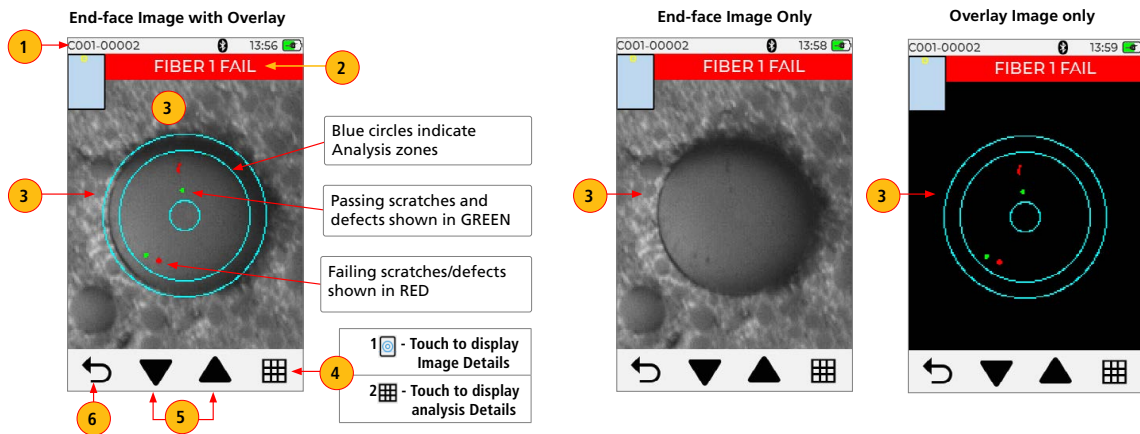 End-face Image with Overlay
End-face Image Only
Overlay Image only
1
C001-00002 13:56
C001-00002 13:58
C001-00002 13:59
FIBER 1 FAIL
2
FIBER 1 FAIL
FIBER 1 FAIL
3
Blue circles indicate
Analysis zones
3
Passing scratches and
defects shown in GREEN
3
3
Failing scratches/defects
shown in RED
1 - Touch to display
Image Details
4
2 - Touch to display
analysis Details
6
5